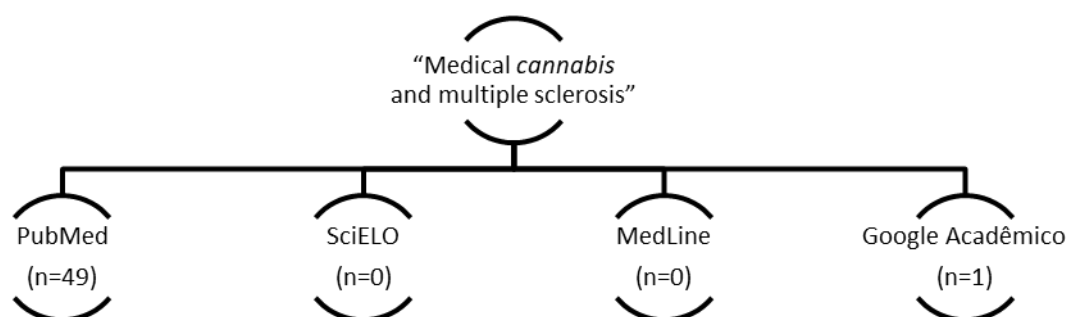 “Medical cannabis
and multiple sclerosis”
PubMed
(n=49)
SciELO
(n=0)
MedLine
(n=0)
Google Acadêmico
(n=1)